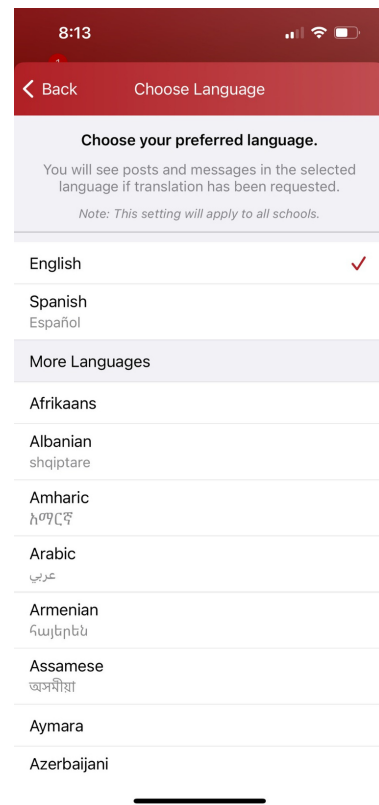 8:13
1
Back
Choose Language
Choose your preferred language.
You will see posts and messages in the selected
language if translation has been requested.
Note: This setting will apply to all schools.
English
Spanish
Español
More Languages
Afrikaans
Albanian
shqiptare
Amharic
አማርኛ
Arabic
عربي
Armenian
հայերեն
Assamese
অসমীয়া
Aymara
Azerbaijani